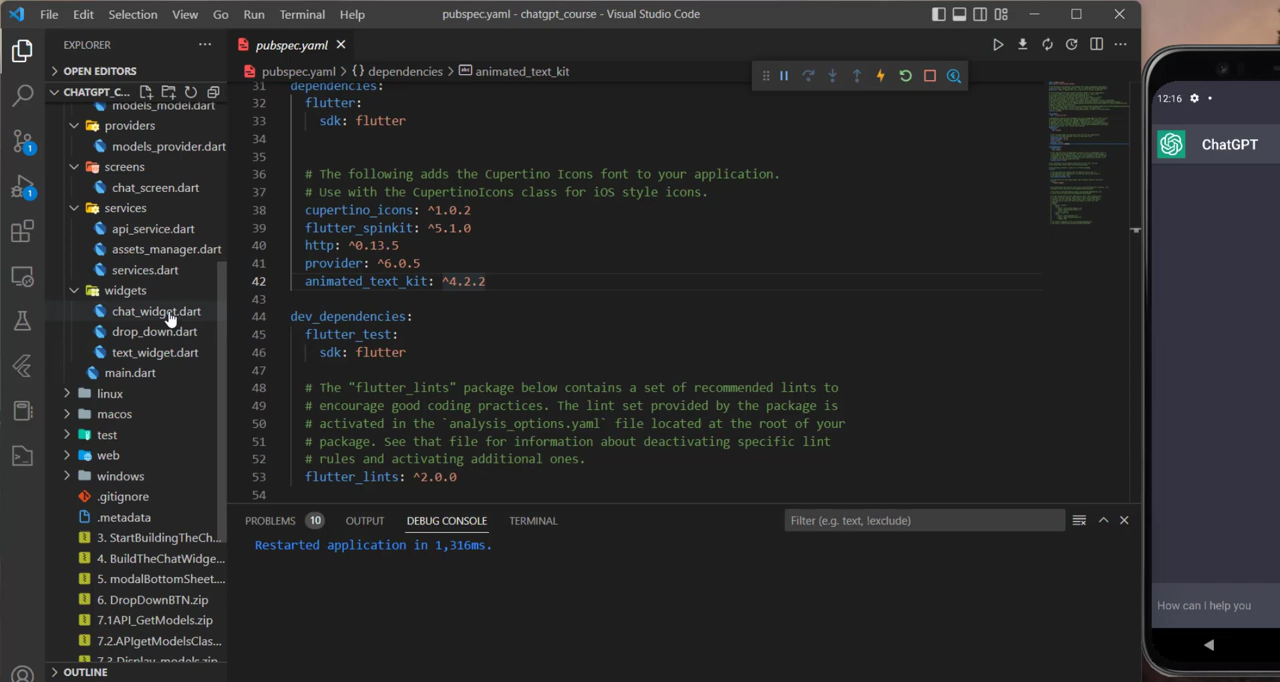 File Edit Selection View Go Run Terminal Help
pubspec.yaml - chatgpt_course - Visual Studio Code
EXPLORER
OPEN EDITORS
CHATGPT_C...
models_model.dart
providers
models_provider.dart
screens
chat_screen.dart
services
api_service.dart
assets_manager.dart
services.dart
widgets
chat_widget.dart
drop_down.dart
text_widget.dart
main.dart
linux
macos
test
web
windows
.gitignore
.metadata
3. StartBuildingTheCh...
4. BuildTheChatWidge...
5. modalBottomSheet....
6. DropDownBTN.zip
7.1API_GetModels.zip
7.2.APIgetModelsClas...
7.3.Display_models.zip
OUTLINE
1
1
pubspec.yaml
pubspec.yaml > {} dependencies > animated_text_kit
31 dependencies:
32 flutter:
33 sdk: flutter
34
35
36 # The following adds the Cupertino Icons font to your application.
37 # Use with the CupertinoIcons class for iOS style icons.
38 cupertino_icons: ^1.0.2
39 flutter_spinkit: ^5.1.0
40 http: ^0.13.5
41 provider: ^6.0.5
42 animated_text_kit: ^4.2.2
43
44 dev_dependencies:
45 flutter_test:
46 sdk: flutter
47
48 # The "flutter_lints" package below contains a set of recommended lints to
49 # encourage good coding practices. The lint set provided by the package is
50 # activated in the `analysis_options.yaml` file located at the root of your
51 # package. See that file for information about deactivating specific lint
52 # rules and activating additional ones.
53 flutter_lints: ^2.0.0
54
PROBLEMS 10 OUTPUT DEBUG CONSOLE TERMINAL
Filter (e.g. text, !exclude)
Restarted application in 1,316ms.
12:16
ChatGPT
How can I help you